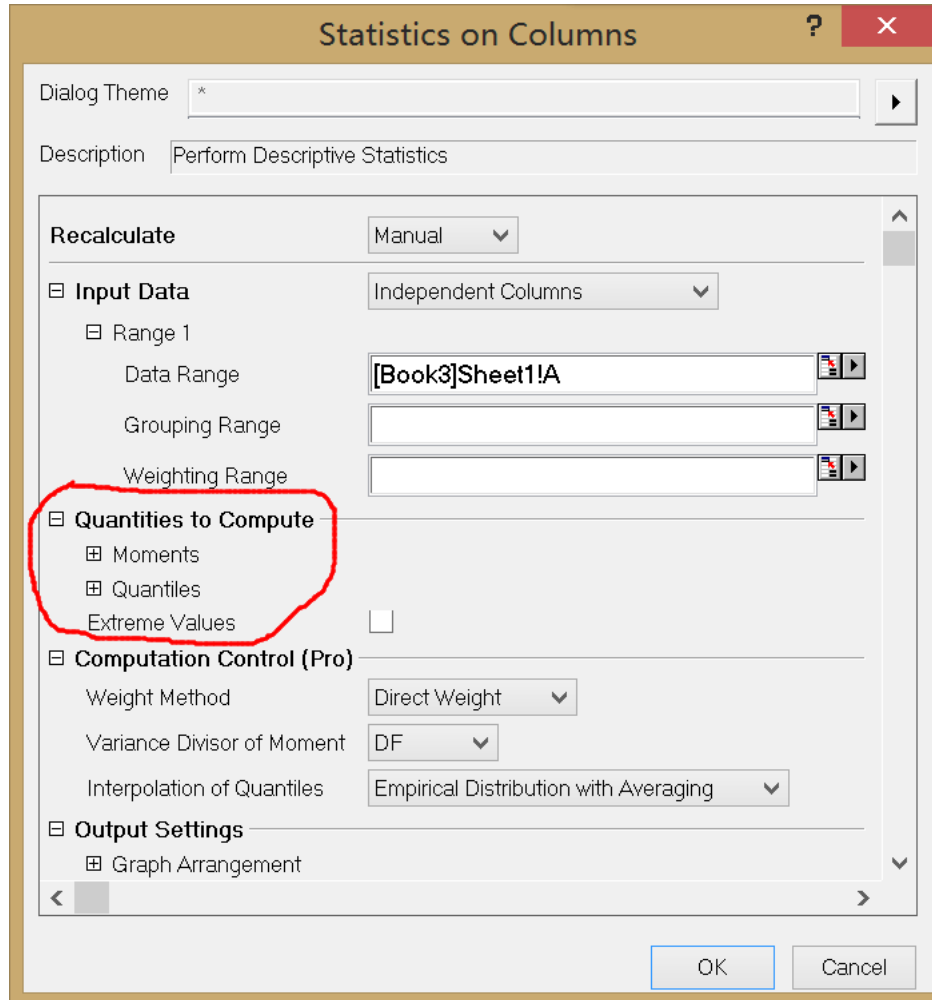 Statistics on Columns ? ×
Dialog Theme *
Description Perform Descriptive Statistics
Recalculate Manual
Input Data Independent Columns
Range 1
Data Range [Book3]Sheet1!A
Grouping Range
Weighting Range
Quantities to Compute
Moments
Quantiles
Extreme Values
Computation Control (Pro)
Weight Method Direct Weight
Variance Divisor of Moment DF
Interpolation of Quantiles Empirical Distribution with Averaging
Output Settings
Graph Arrangement
OK Cancel